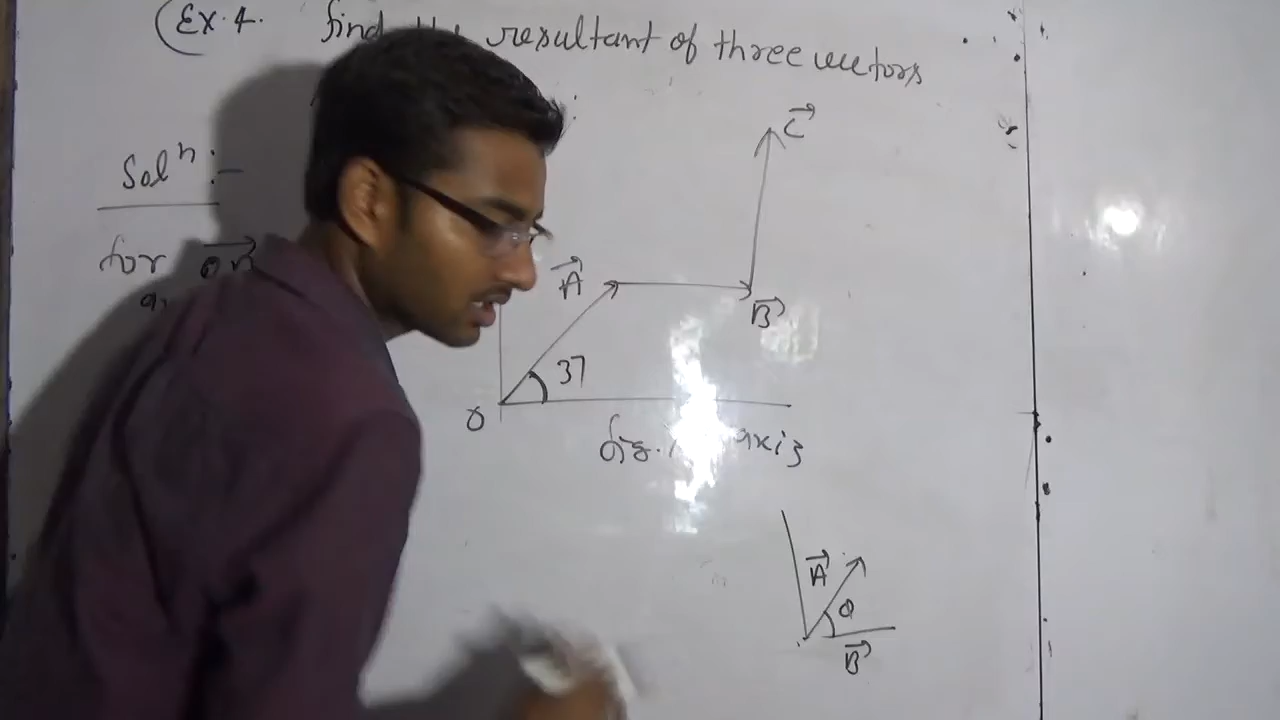 Ex.4. find the resultant of three vectors
Solⁿ :-
for
C⃗
A⃗
B⃗
37
O
axis
A⃗
θ
B⃗